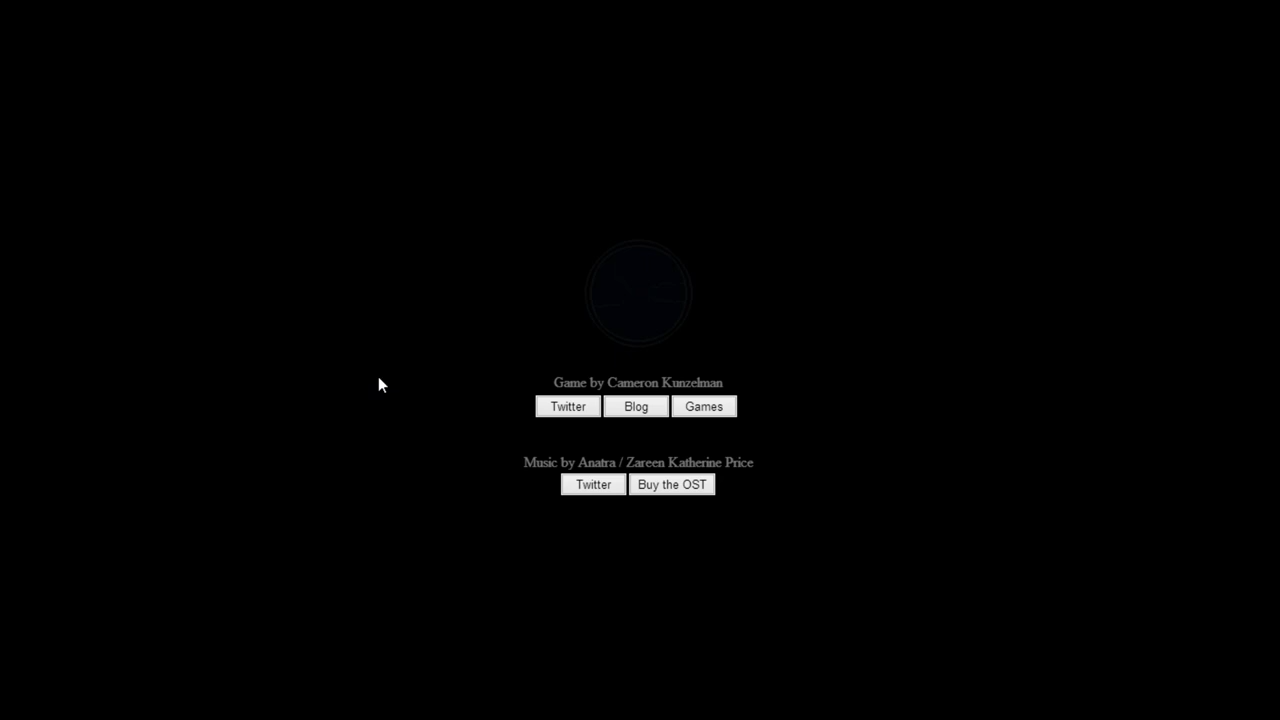 Game by Cameron Kunzelman
Twitter Blog Games
Music by Anatra / Zareen Katherine Price
Twitter Buy the OST